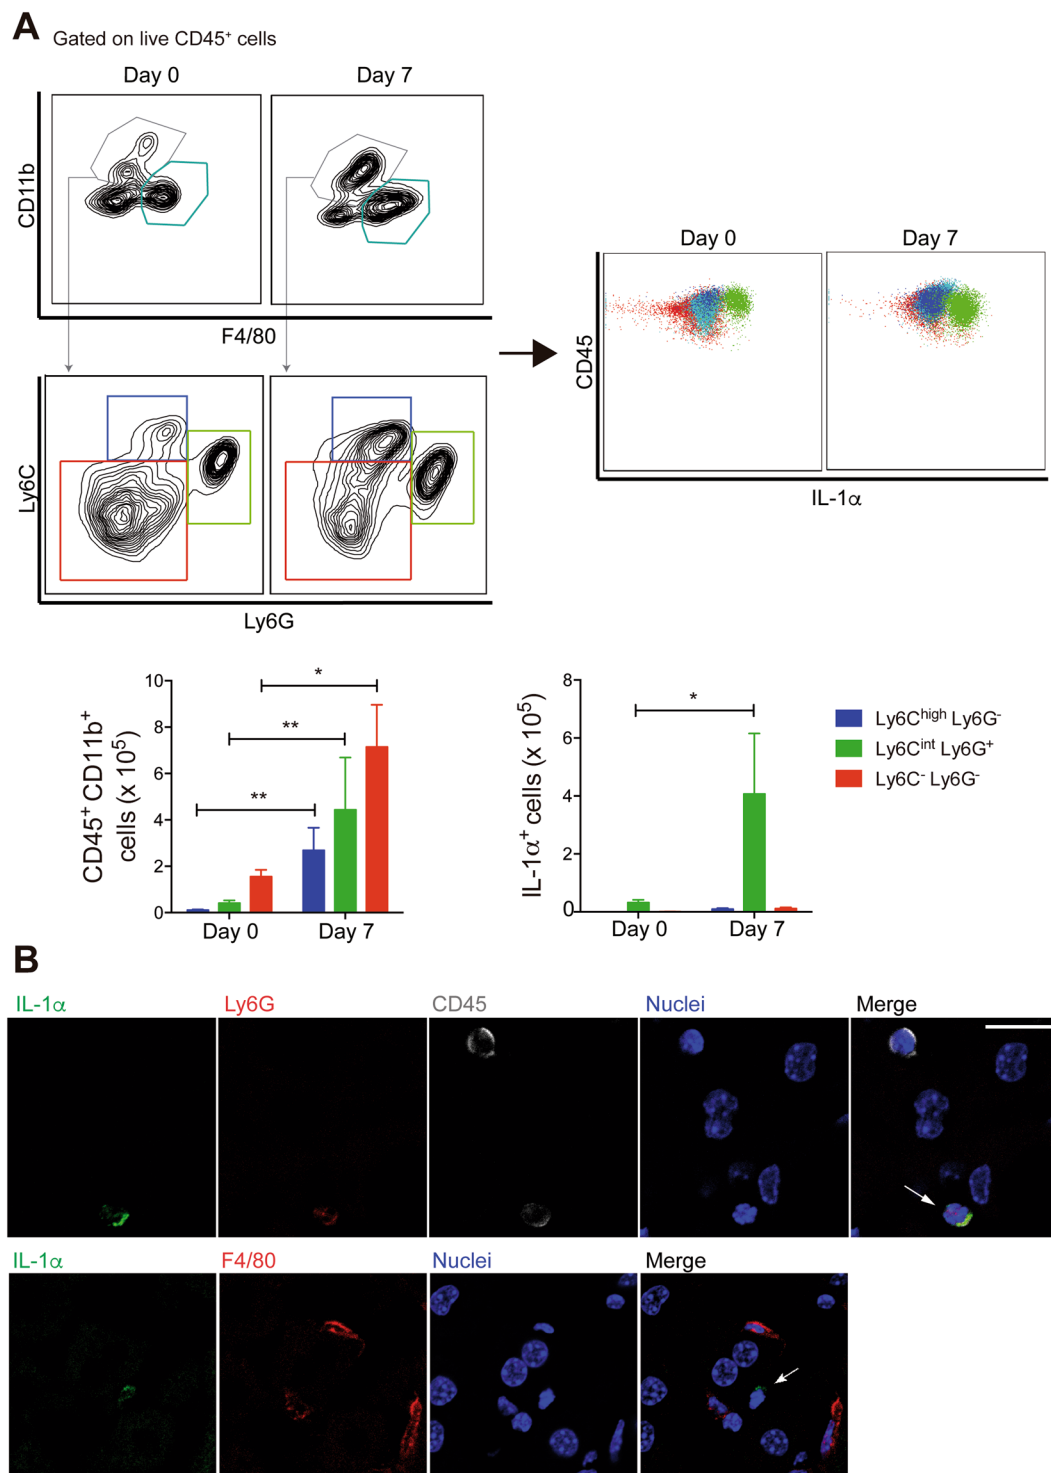 A
Gated on live CD45⁺ cells
Day 0
Day 7
CD11b
F4/80
Ly6C
Ly6G
Day 0
Day 7
CD45
IL-1α
CD45⁺ CD11b⁺
cells (x 10⁵)
10
8
6
4
2
0
*
**
**
Day 0
Day 7
IL-1α⁺ cells (x 10⁵)
8
6
4
2
0
*
Day 0
Day 7
Ly6Cʰⁱᵍʰ Ly6G⁻
Ly6Cⁱⁿᵗ Ly6G⁺
Ly6C⁻ Ly6G⁻
B
IL-1α
Ly6G
CD45
Nuclei
Merge
IL-1α
F4/80
Nuclei
Merge